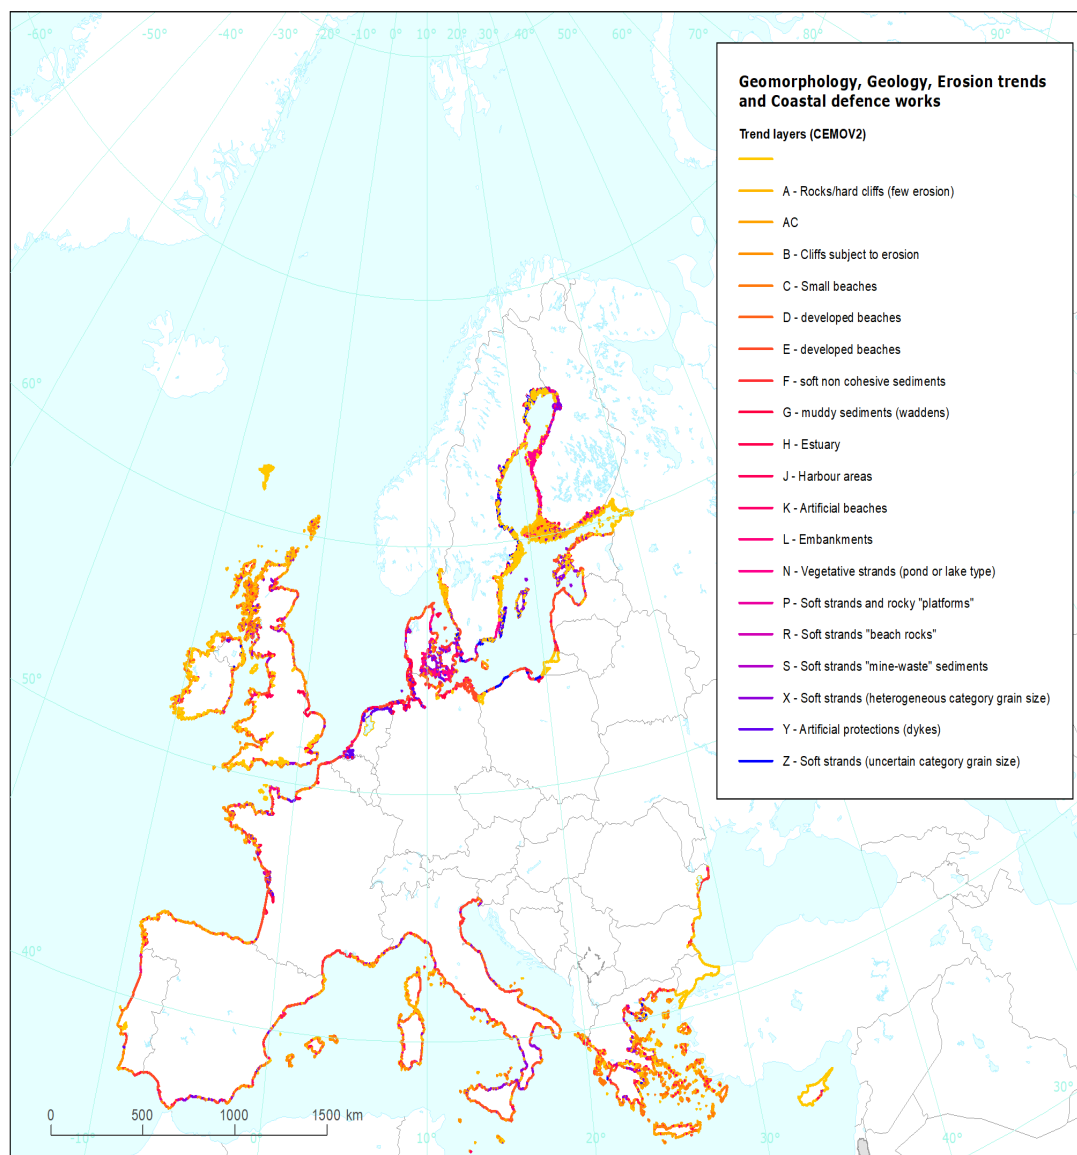 -60° -50° -40° -30° -20° -10° 0° 10° 20° 30° 40° 50° 60° 70° 80° 90°
Geomorphology, Geology, Erosion trends
and Coastal defence works
Trend layers (CEMOV2)
A - Rocks/hard cliffs (few erosion)
AC
B - Cliffs subject to erosion
C - Small beaches
D - developed beaches
E - developed beaches
F - soft non cohesive sediments
G - muddy sediments (waddens)
H - Estuary
J - Harbour areas
K - Artificial beaches
L - Embankments
N - Vegetative strands (pond or lake type)
P - Soft strands and rocky "platforms"
R - Soft strands "beach rocks"
S - Soft strands "mine-waste" sediments
X - Soft strands (heterogeneous category grain size)
Y - Artificial protections (dykes)
Z - Soft strands (uncertain category grain size)
60°
50°
40°
30°
0 500 1000 1500 km
-10° 0° 10° 20° 30° 40°